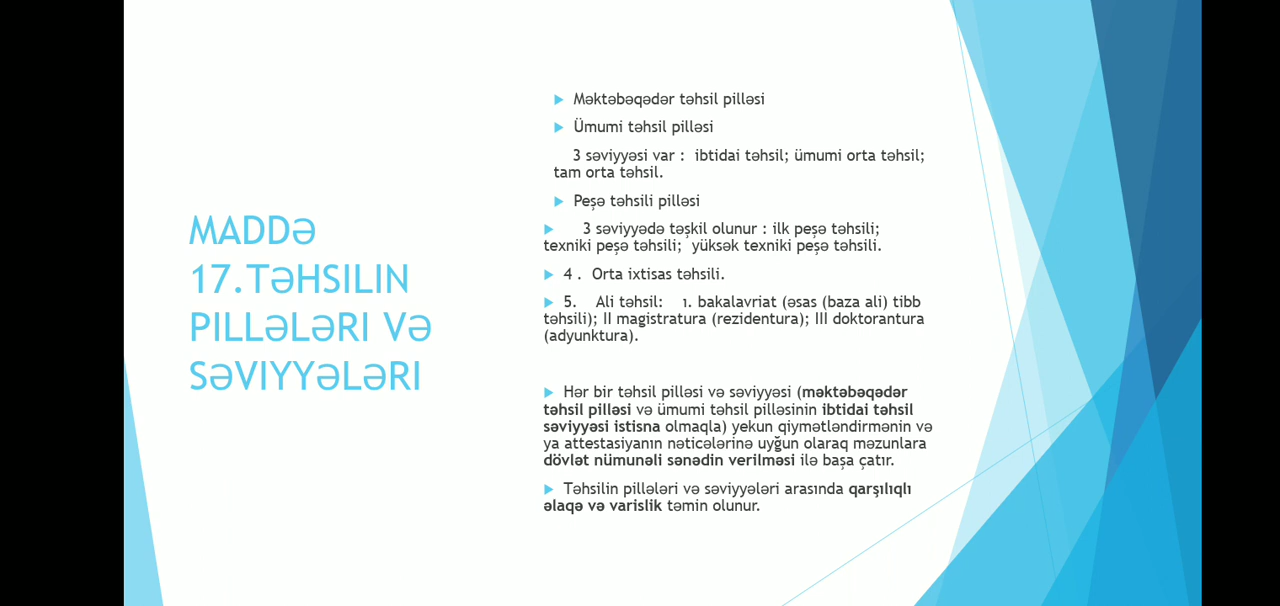 MADDƏ
17.TƏHSILIN
PILLƏLƏRI VƏ
SƏVIYYƏLƏRI
Məktəbəqədər təhsil pilləsi
Ümumi təhsil pilləsi
3 səviyyəsi var : ibtidai təhsil; ümumi orta təhsil;
tam orta təhsil.
Peşə təhsili pilləsi
3 səviyyədə təşkil olunur : ilk peşə təhsili;
texniki peşə təhsili; yüksək texniki peşə təhsili.
4 . Orta ixtisas təhsili.
5. Ali təhsil: ı. bakalavriat (əsas (baza ali) tibb
təhsili); II magistratura (rezidentura); III doktorantura
(adyunktura).
Hər bir təhsil pilləsi və səviyyəsi (məktəbəqədər
təhsil pilləsi və ümumi təhsil pilləsinin ibtidai təhsil
səviyyəsi istisna olmaqla) yekun qiymətləndirmənin və
ya attestasiyanın nəticələrinə uyğun olaraq məzunlara
dövlət nümunəli sənədin verilməsi ilə başa çatır.
Təhsilin pillələri və səviyyələri arasında qarşılıqlı
əlaqə və varislik təmin olunur.